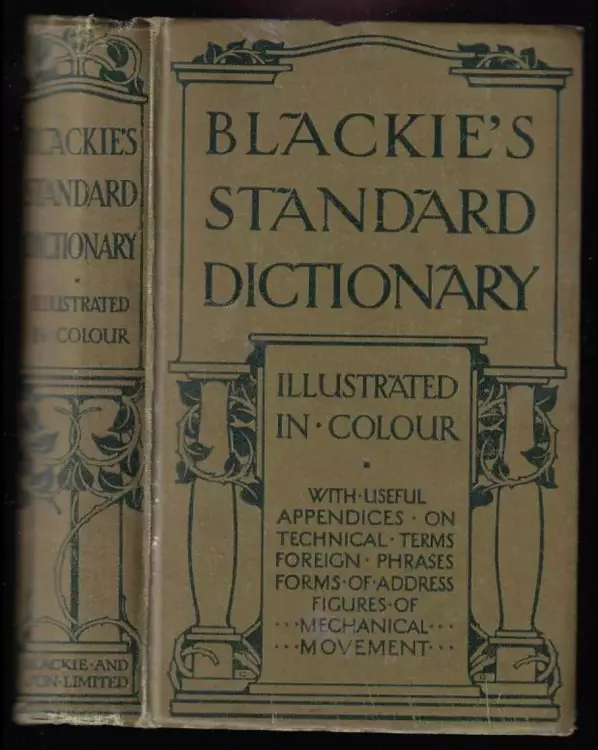 BLACKIE'S
STANDARD
DICTIONARY
ILLUSTRATED
IN COLOUR
BLACKIE · AND
SON · LIMITED
BLACKIE'S
STANDARD
DICTIONARY
ILLUSTRATED
IN · COLOUR
WITH · USEFUL
APPENDICES · ON
TECHNICAL · TERMS
FOREIGN · PHRASES
FORMS · OF · ADDRESS
FIGURES · OF
· · · MECHANICAL · · ·
· · · MOVEMENT · · ·